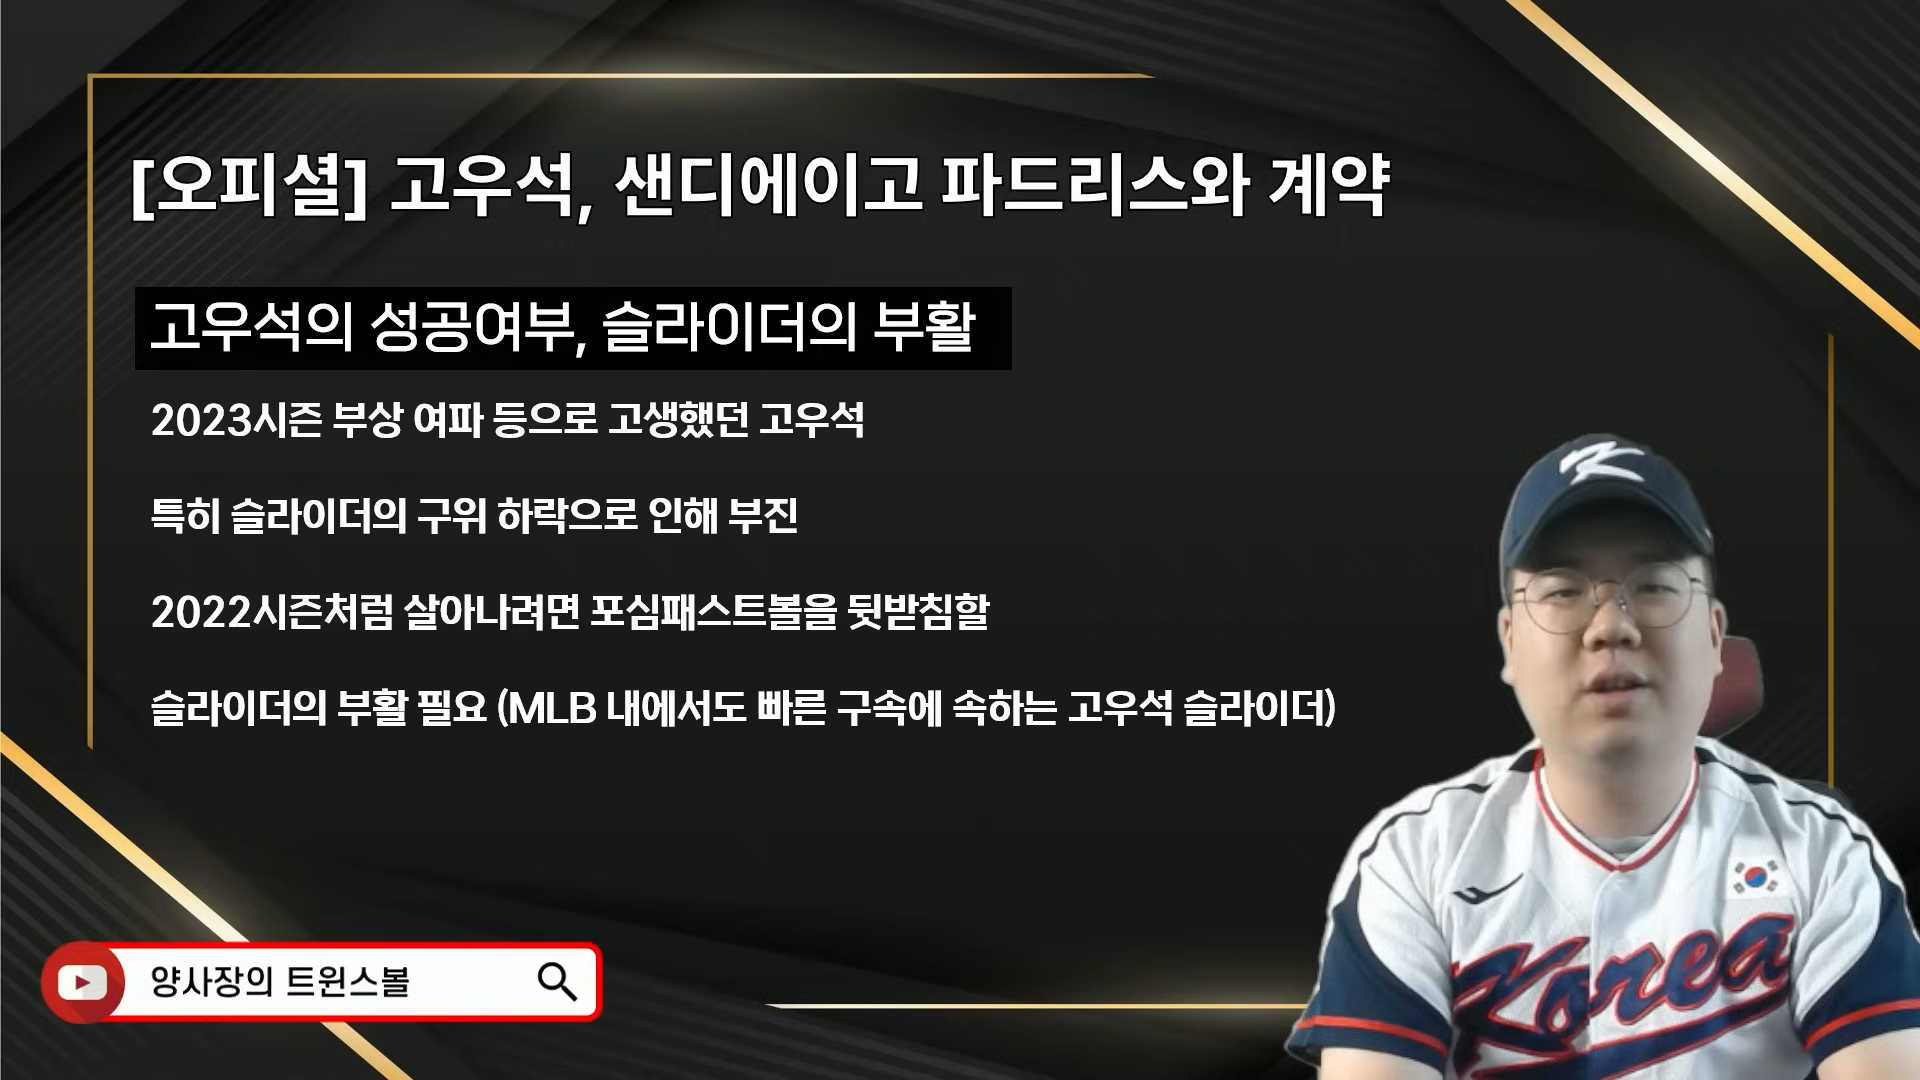 [오피셜] 고우석, 샌디에이고 파드리스와 계약
고우석의 성공여부, 슬라이더의 부활
2023시즌 부상 여파 등으로 고생했던 고우석
특히 슬라이더의 구위 하락으로 인해 부진
2022시즌처럼 살아나려면 포심패스트볼을 뒷받침할
슬라이더의 부활 필요 (MLB 내에서도 빠른 구속에 속하는 고우석 슬라이더)
K
Korea
양사장의 트윈스볼